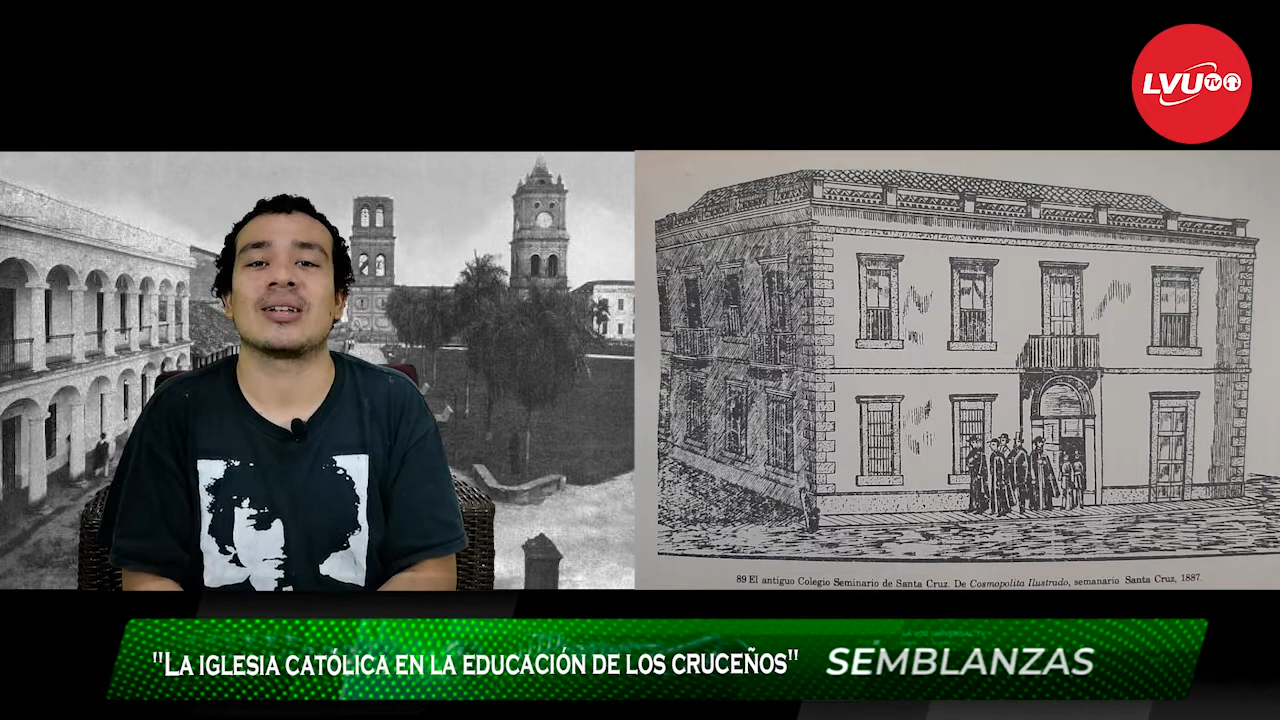 LVU TV
89 El antiguo Colegio Seminario de Santa Cruz. De Cosmopolita Ilustrado, semanario Santa Cruz, 1887.
"LA IGLESIA CATÓLICA EN LA EDUCACIÓN DE LOS CRUCEÑOS" SEMBLANZAS